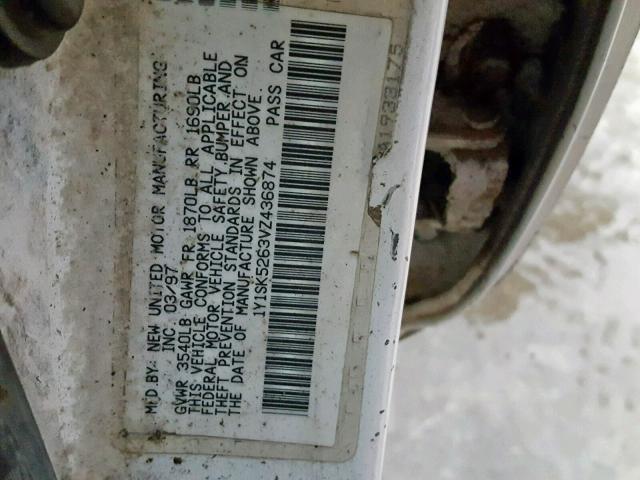 MFD.BY: NEW UNITED MOTOR MANUFACTURING
INC 03/97
GVWR 3540LB GAWR FR 1870LB RR 1690LB
THIS VEHICLE CONFORMS TO ALL APPLICABLE
FEDERAL MOTOR VEHICLE SAFETY BUMPER AND
THEFT PREVENTION STANDARDS IN EFFECT ON
THE DATE OF MANUFACTURE SHOWN ABOVE.
1Y1SK5263VZ436874 PASS CAR